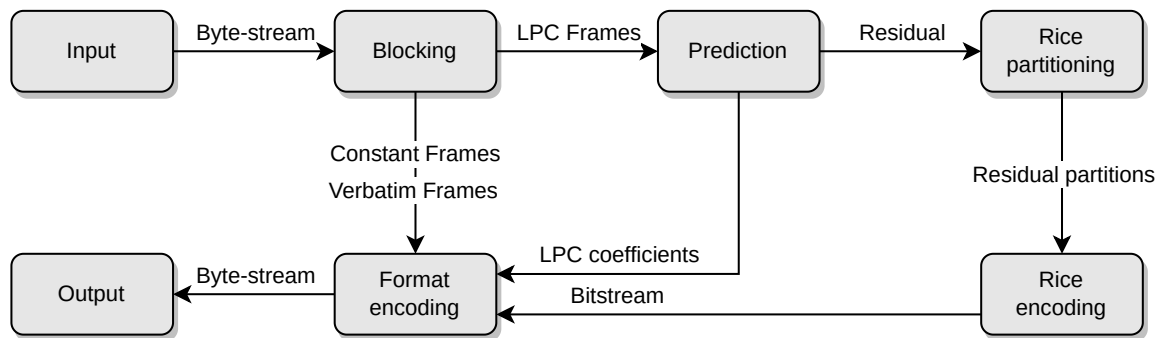 Input
Byte-stream
Blocking
LPC Frames
Prediction
Residual
Rice
partitioning
Constant Frames
Verbatim Frames
Residual partitions
Output
Byte-stream
Format
encoding
LPC coefficients
Bitstream
Rice
encoding